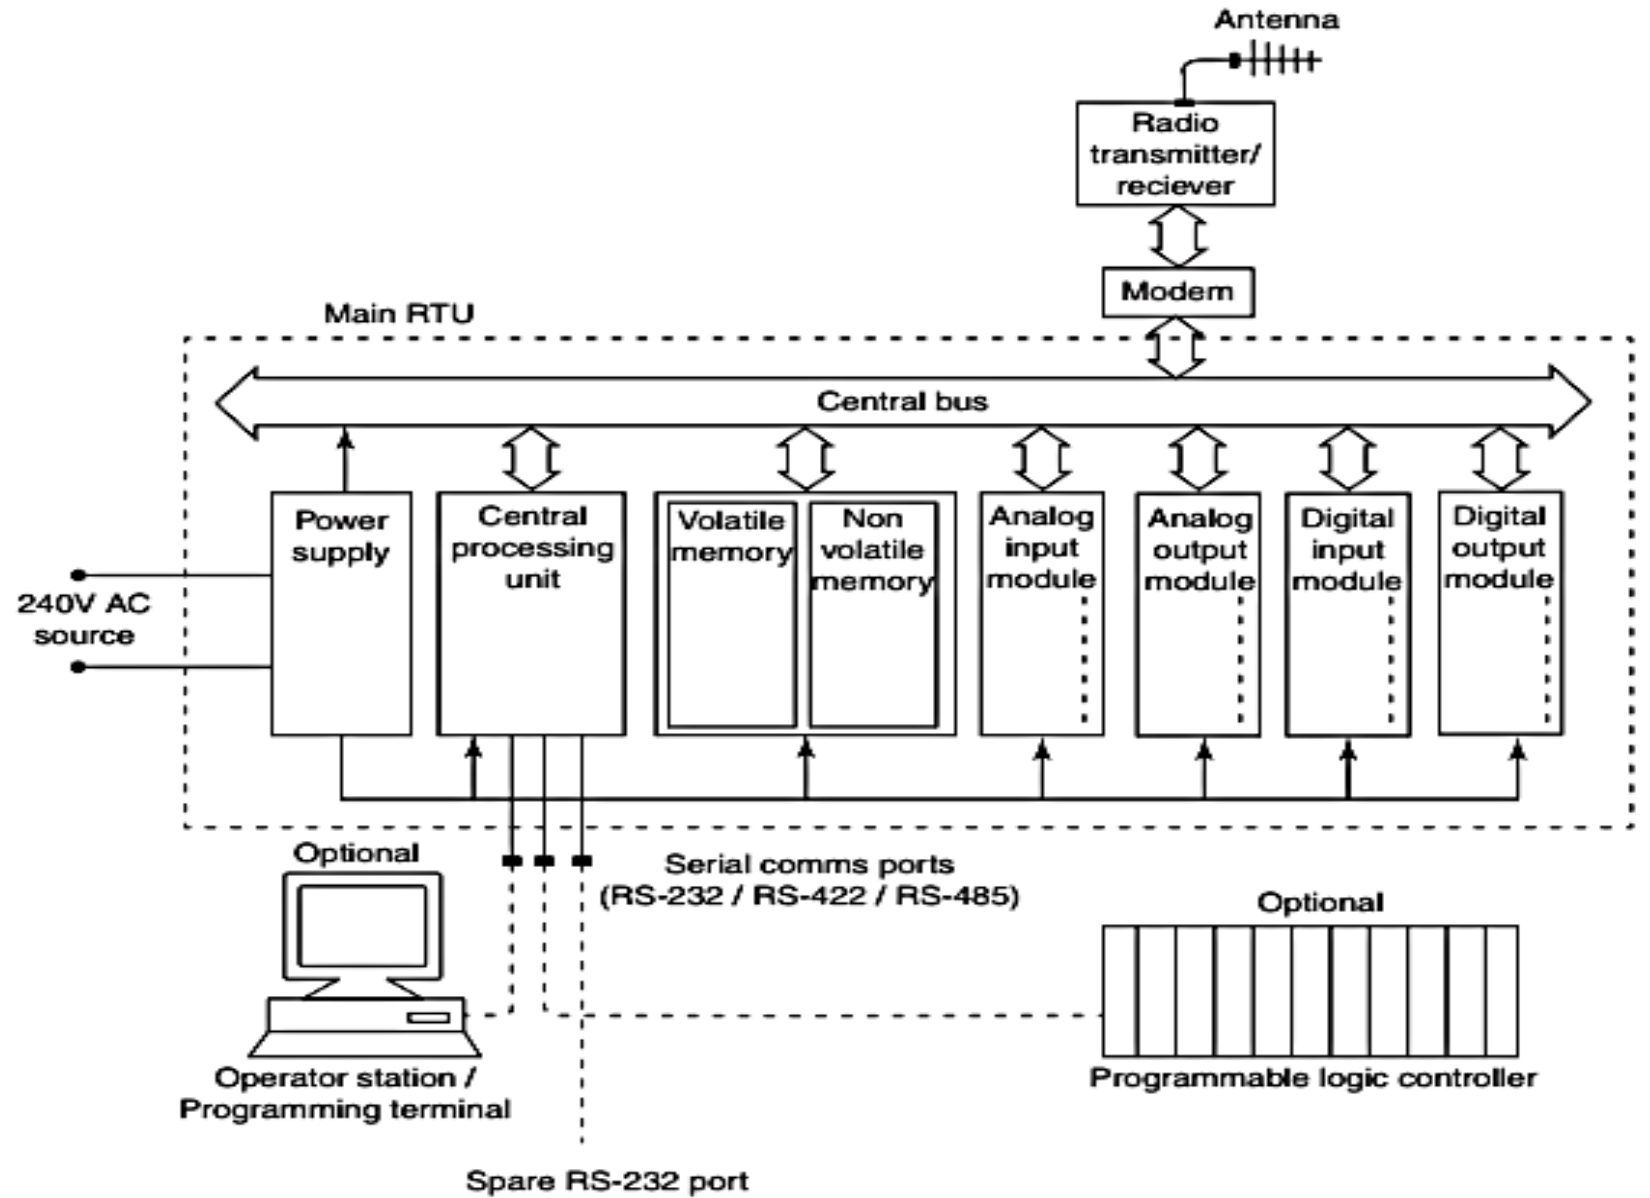 Antenna
Radio
transmitter/
reciever
Modem
Main RTU
Central bus
Power
supply
Central
processing
unit
Volatile
memory
Non
volatile
memory
Analog
input
module
Analog
output
module
Digital
input
module
Digital
output
module
240V AC
source
Optional
Serial comms ports
(RS-232 / RS-422 / RS-485)
Optional
Operator station /
Programming terminal
Programmable logic controller
Spare RS-232 port